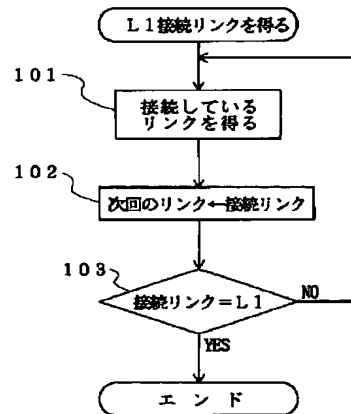 L1接続リンクを得る
101
接続している
リンクを得る
102
次回のリンク←接続リンク
103
接続リンク=L1
NO
YES
エンド